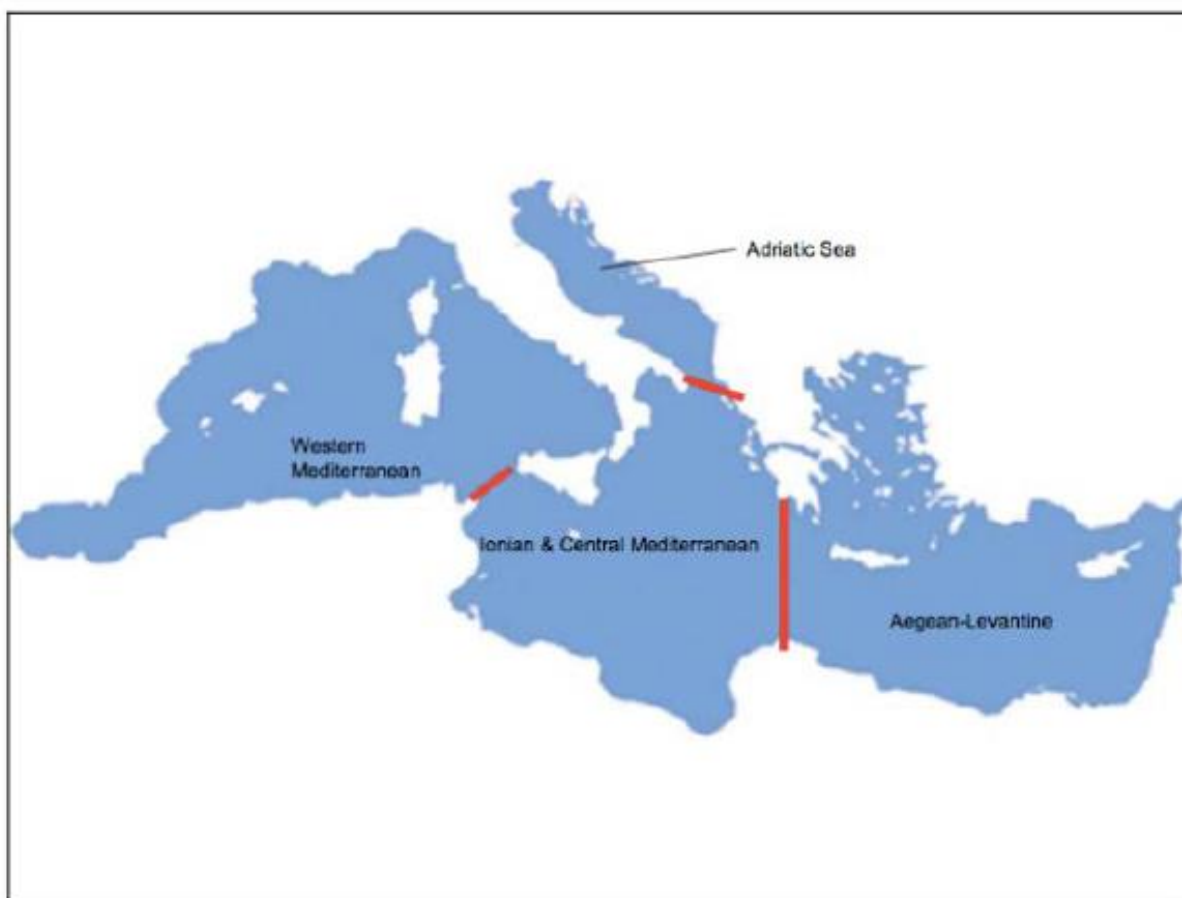 Adriatic Sea
Western
Mediterranean
Ionian & Central Mediterranean
Aegean-Levantine